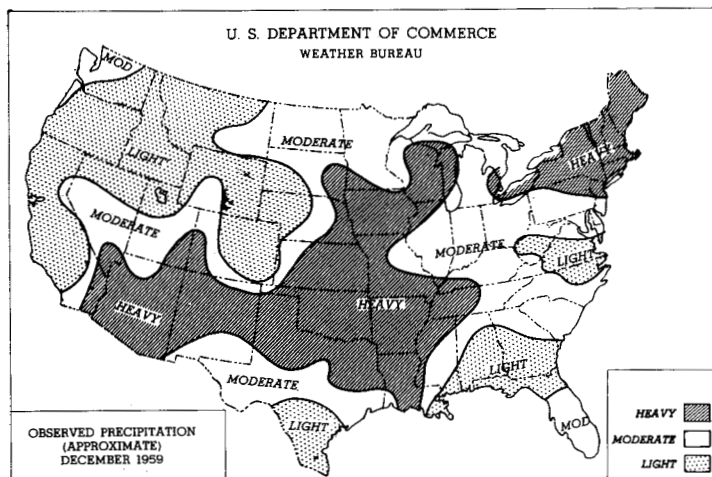 U. S. DEPARTMENT OF COMMERCE
WEATHER BUREAU
MOD
MODERATE
LIGHT
HEAVY
MODERATE
MODERATE
LIGHT
HEAVY
HEAVY
LIGHT
MODERATE
LIGHT
MOD
OBSERVED PRECIPITATION
(APPROXIMATE)
DECEMBER 1959
HEAVY
MODERATE
LIGHT